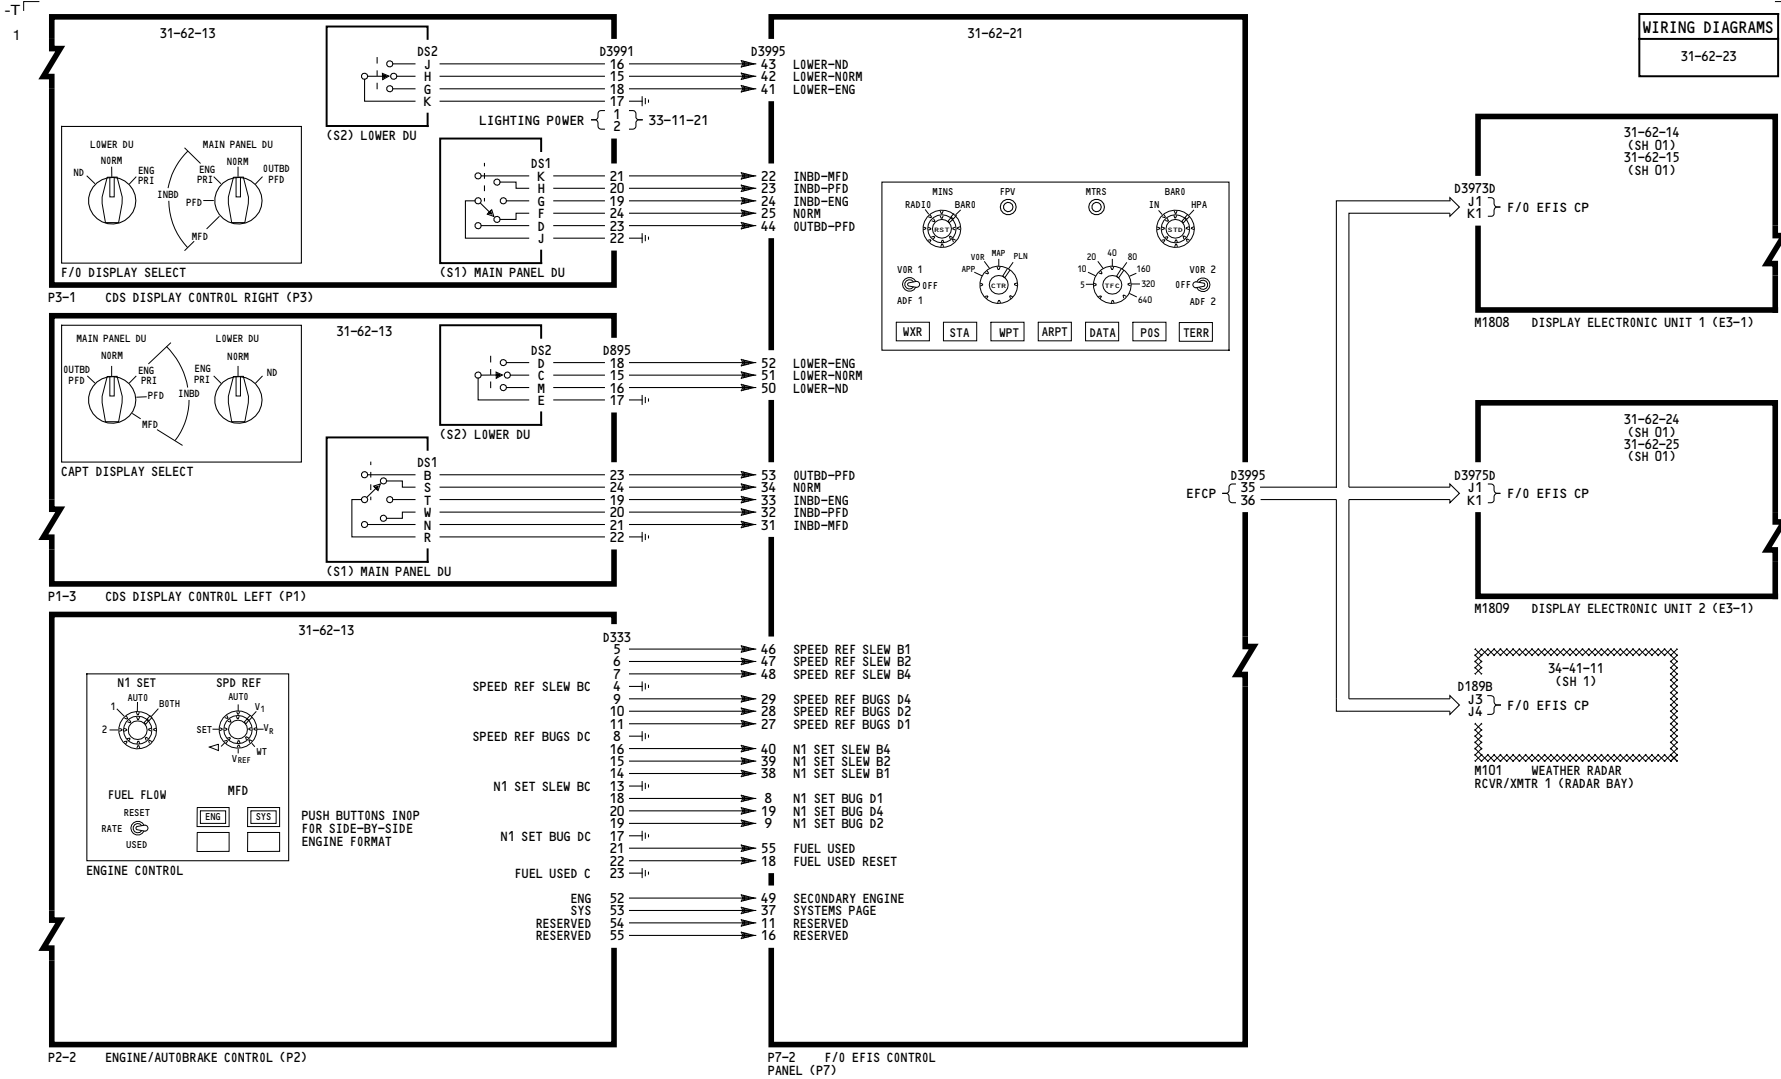 -T
1
WIRING DIAGRAMS
31-62-23
31-62-13
DS2
D3991
J 16
H 15
G 18
K 17
1
2
LIGHTING POWER { } 33-11-21
(S2) LOWER DU
LOWER DU
NORM
ND
ENG PRI
MAIN PANEL DU
NORM
ENG PRI
OUTBD PFD
INBD
PFD
MFD
F/O DISPLAY SELECT
DS1
K 21
H 20
G 19
F 24
D 23
J 22
(S1) MAIN PANEL DU
P3-1 CDS DISPLAY CONTROL RIGHT (P3)
31-62-13
MAIN PANEL DU
NORM
OUTBD PFD
ENG PRI
PFD
INBD
MFD
LOWER DU
NORM
ENG PRI
ND
CAPT DISPLAY SELECT
DS2
D895
D 18
C 15
M 16
E 17
(S2) LOWER DU
DS1
B 23
S 24
T 19
W 20
N 21
R 22
(S1) MAIN PANEL DU
P1-3 CDS DISPLAY CONTROL LEFT (P1)
31-62-13
D333
5
6
7
SPEED REF SLEW BC 4
9
10
11
SPEED REF BUGS DC 8
16
15
14
N1 SET SLEW BC 13
18
20
19
N1 SET BUG DC 17
21
22
FUEL USED C 23
ENG 52
SYS 53
RESERVED 54
RESERVED 55
N1 SET
AUTO
1
BOTH
2
SPD REF
AUTO
V1
SET
VR
WT
VREF
FUEL FLOW
RESET
RATE
USED
MFD
ENG
SYS
ENGINE CONTROL
PUSH BUTTONS INOP
FOR SIDE-BY-SIDE
ENGINE FORMAT
P2-2 ENGINE/AUTOBRAKE CONTROL (P2)
31-62-21
D3995
43 LOWER-ND
42 LOWER-NORM
41 LOWER-ENG
22 INBD-MFD
23 INBD-PFD
24 INBD-ENG
25 NORM
44 OUTBD-PFD
52 LOWER-ENG
51 LOWER-NORM
50 LOWER-ND
53 OUTBD-PFD
34 NORM
33 INBD-ENG
32 INBD-PFD
31 INBD-MFD
46 SPEED REF SLEW B1
47 SPEED REF SLEW B2
48 SPEED REF SLEW B4
29 SPEED REF BUGS D4
28 SPEED REF BUGS D2
27 SPEED REF BUGS D1
40 N1 SET SLEW B4
39 N1 SET SLEW B2
38 N1 SET SLEW B1
8 N1 SET BUG D1
19 N1 SET BUG D4
9 N1 SET BUG D2
55 FUEL USED
18 FUEL USED RESET
49 SECONDARY ENGINE
37 SYSTEMS PAGE
11 RESERVED
16 RESERVED
MINS
RADIO
BARO
RST
FPV
MTRS
BARO
IN
HPA
STD
VOR 1
OFF
ADF 1
APP
VOR
MAP
PLN
CTR
5
10
20
40
80
160
320
640
TFC
VOR 2
OFF
ADF 2
WXR STA WPT ARPT DATA POS TERR
D3995
EFCP { 35
36
P7-2 F/O EFIS CONTROL
PANEL (P7)
31-62-14
(SH 01)
31-62-15
(SH 01)
D3973D
J1
K1
F/O EFIS CP
M1808 DISPLAY ELECTRONIC UNIT 1 (E3-1)
31-62-24
(SH 01)
31-62-25
(SH 01)
D3975D
J1
K1
F/O EFIS CP
M1809 DISPLAY ELECTRONIC UNIT 2 (E3-1)
34-41-11
(SH 1)
D189B
J3
J4
F/O EFIS CP
M101 WEATHER RADAR
RCVR/XMTR 1 (RADAR BAY)